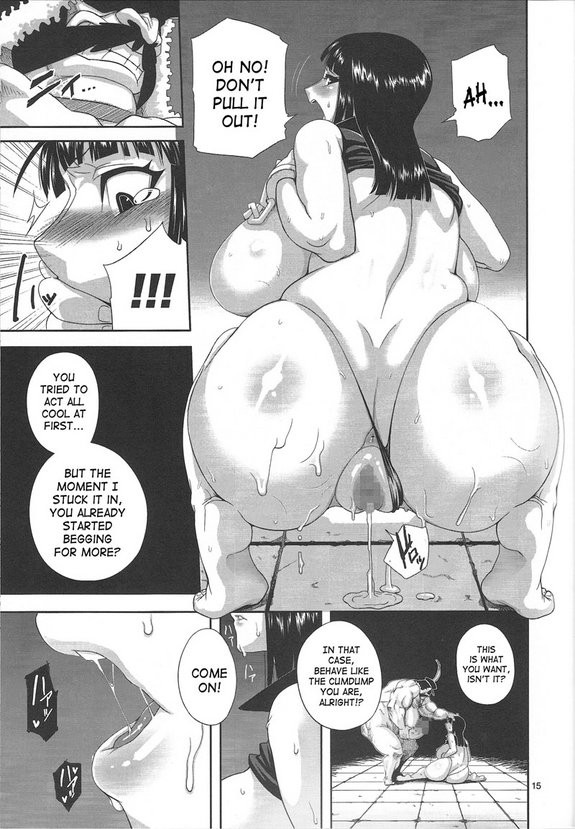 AH...
OH NO!
DON'T
PULL IT
OUT!
!!!
YOU
TRIED TO
ACT ALL
COOL AT
FIRST...
BUT THE
MOMENT I
STUCK IT IN,
YOU ALREADY
STARTED
BEGGING
FOR MORE?
THIS
IS WHAT
YOU WANT,
ISN'T IT?
IN THAT
CASE,
BEHAVE LIKE
THE CUMDUMP
YOU ARE,
ALRIGHT!?
COME
ON!
15